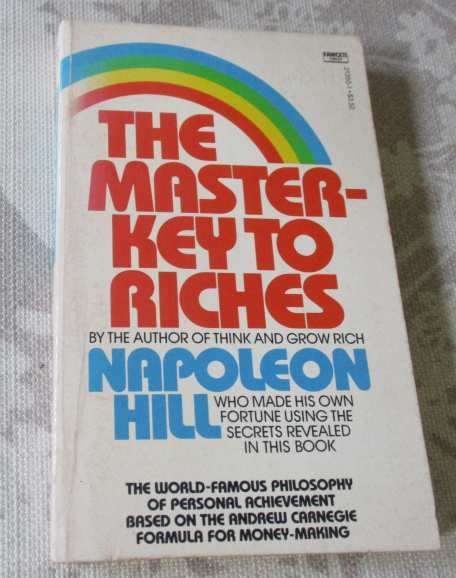 FAWCETT
THE
MASTER-
KEY TO
RICHES
BY THE AUTHOR OF THINK AND GROW RICH
NAPOLEON
HILL
WHO MADE HIS OWN
FORTUNE USING THE
SECRETS REVEALED
IN THIS BOOK
THE WORLD-FAMOUS PHILOSOPHY
OF PERSONAL ACHIEVEMENT
BASED ON THE ANDREW CARNEGIE
FORMULA FOR MONEY-MAKING